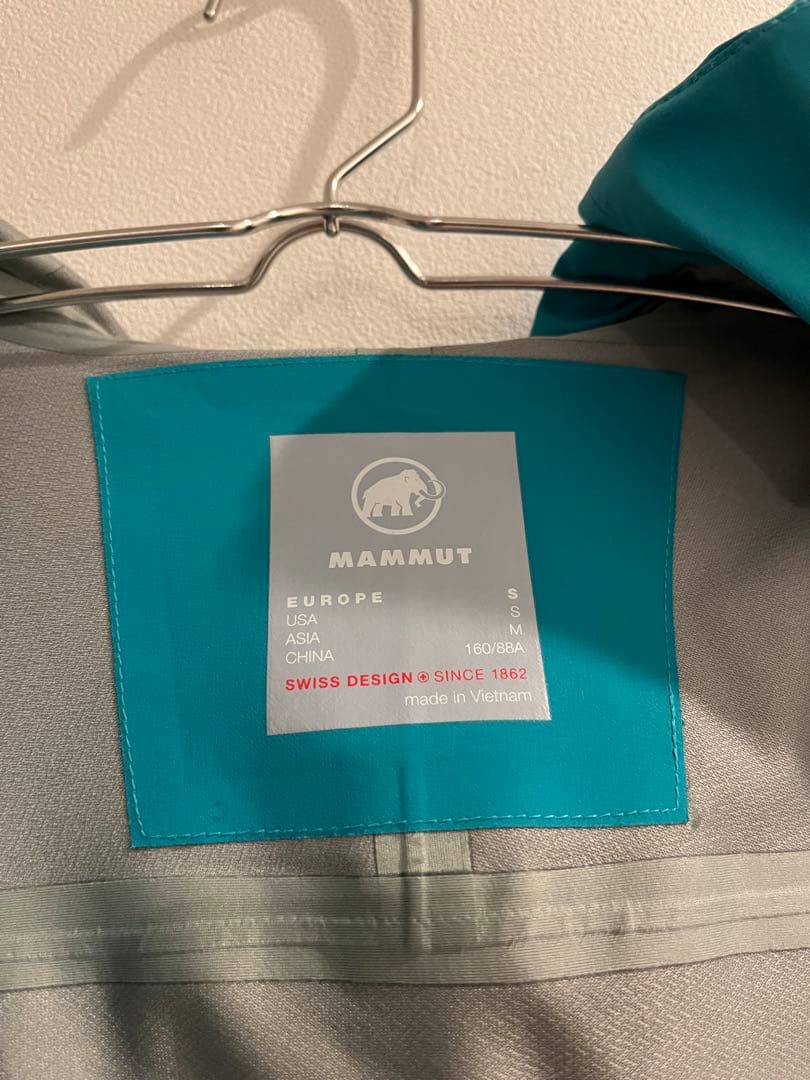 MAMMUT
EUROPE S
USA S
ASIA M
CHINA 160/88A
SWISS DESIGN SINCE 1862
made in Vietnam